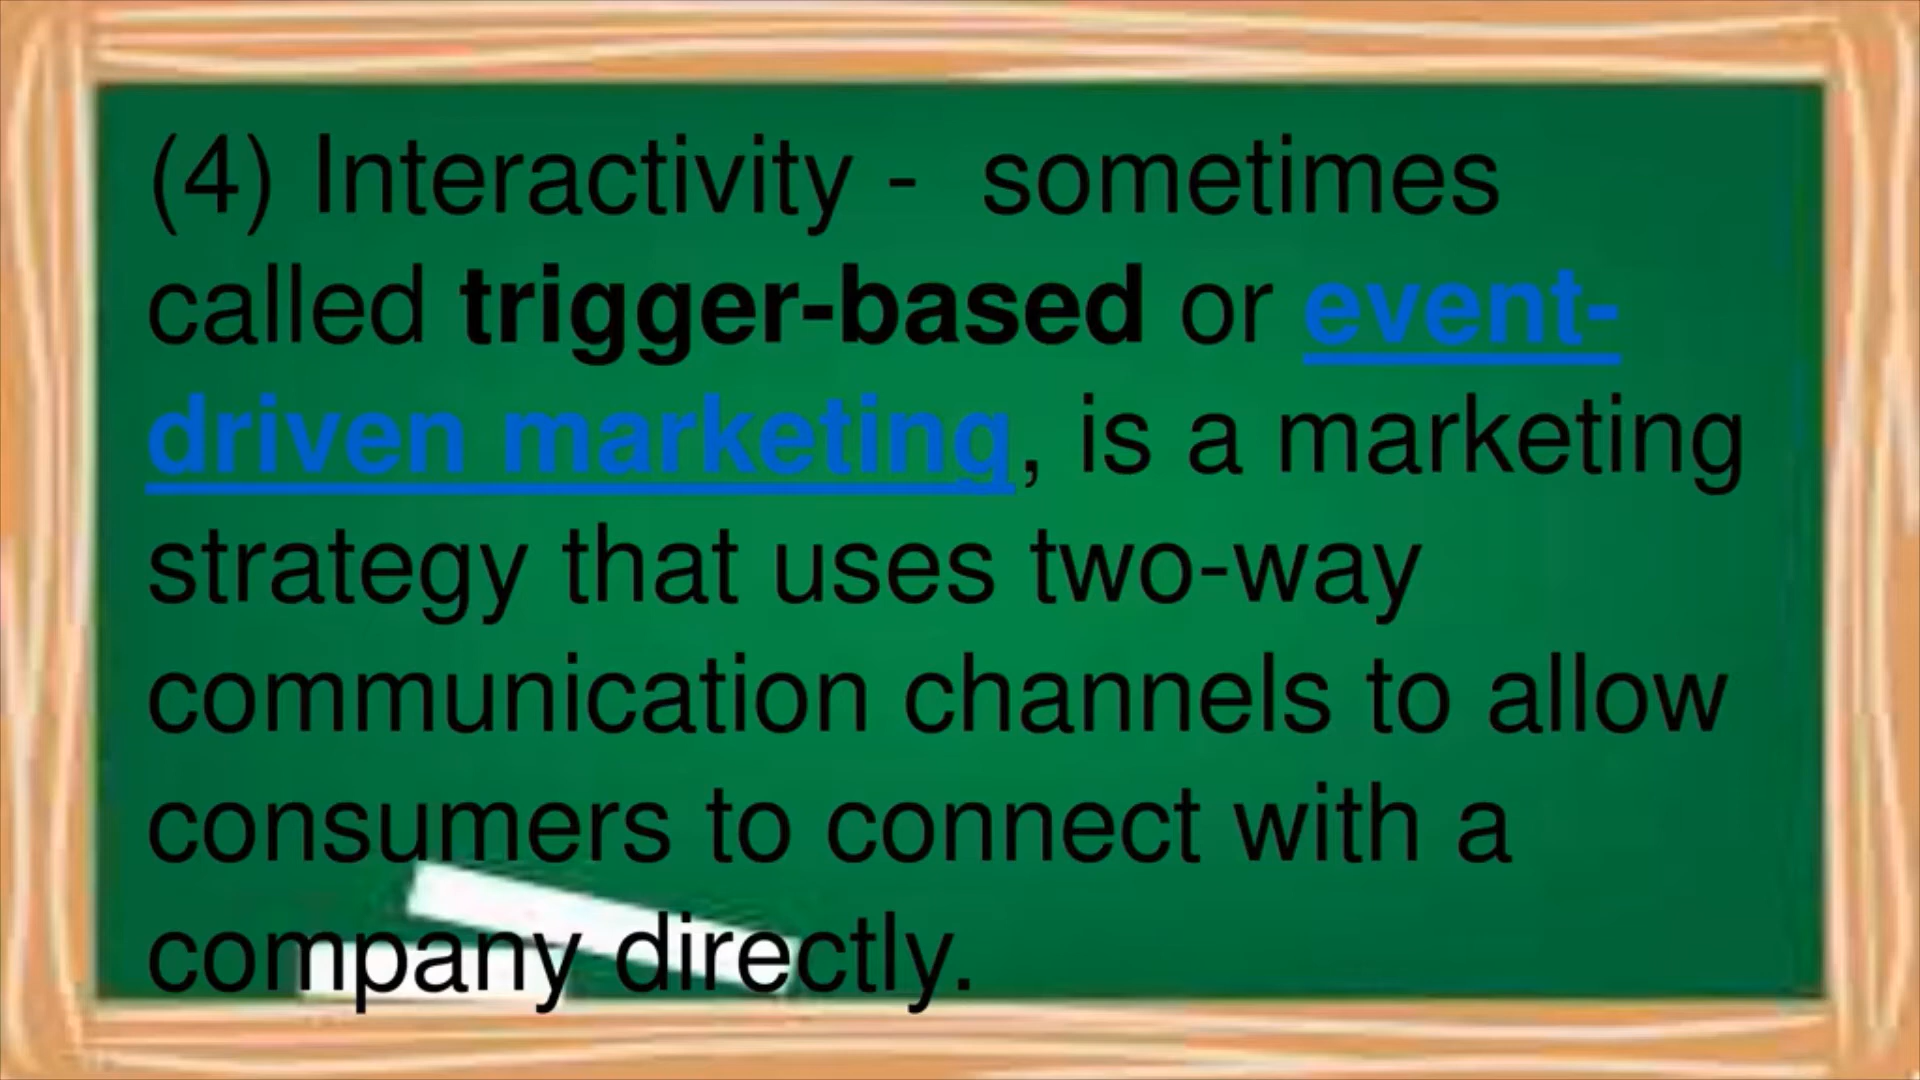 (4) Interactivity -  sometimes
called trigger-based or event-
driven marketing, is a marketing
strategy that uses two-way
communication channels to allow
consumers to connect with a
company directly.